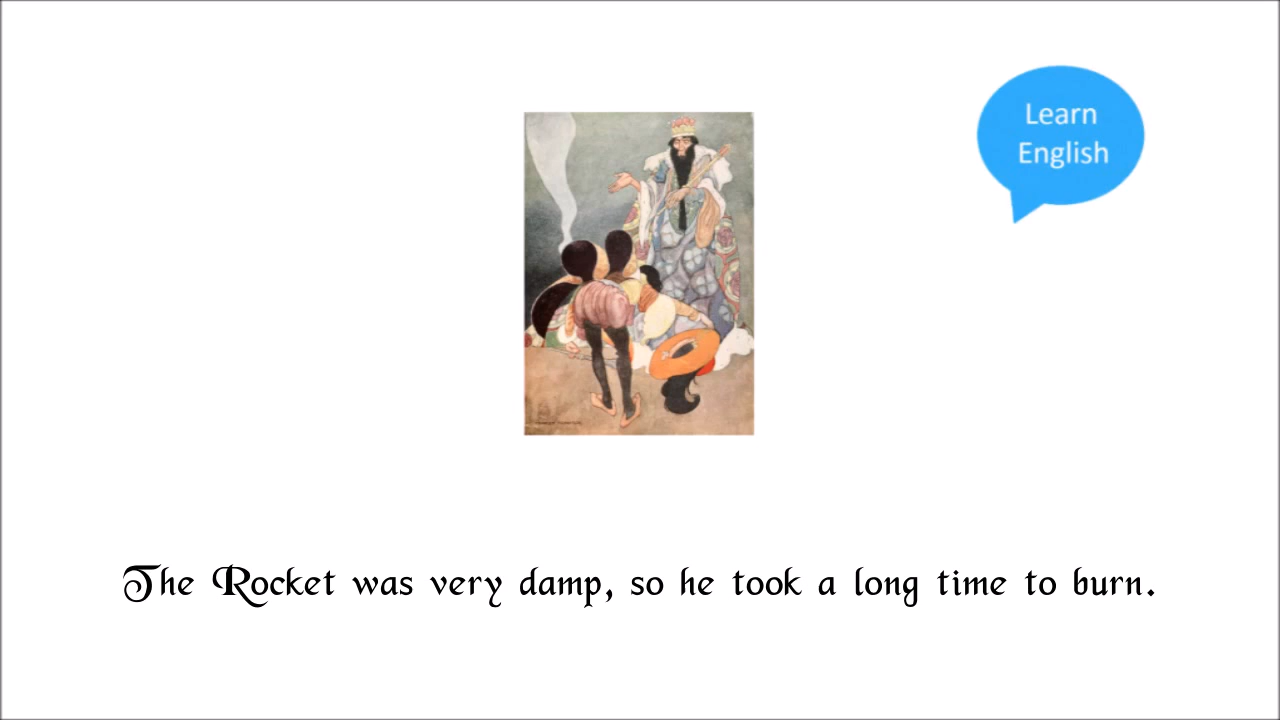 Learn
English
The Rocket was very damp, so he took a long time to burn.